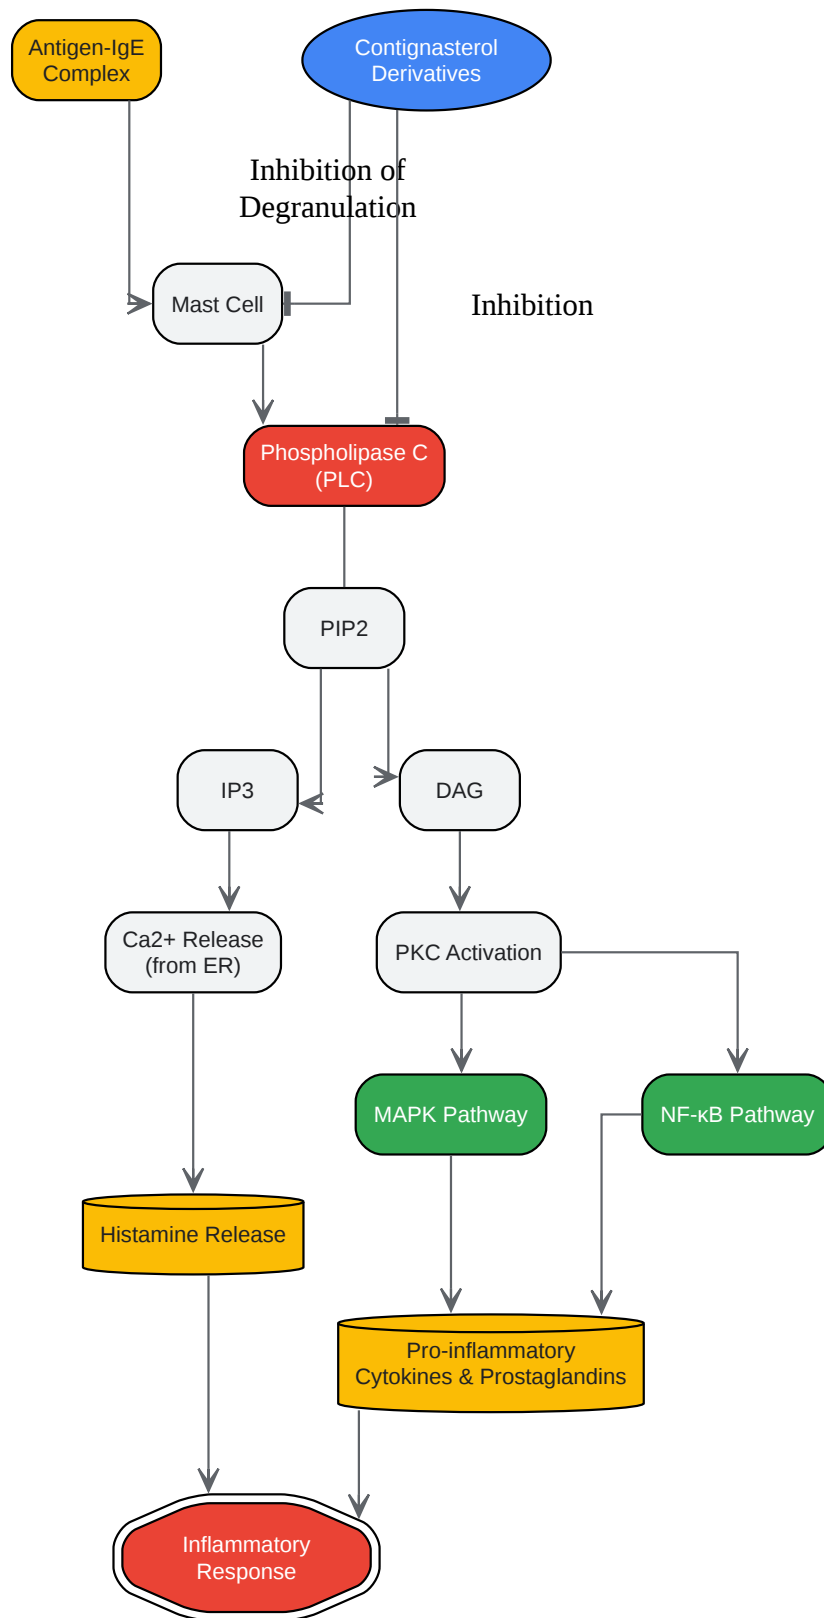 Antigen-IgE
Complex
Contignasterol
Derivatives
Inhibition of
Degranulation
Mast Cell
Inhibition
Phospholipase C
(PLC)
PIP2
IP3
DAG
Ca2+ Release
(from ER)
PKC Activation
MAPK Pathway
NF-κB Pathway
Histamine Release
Pro-inflammatory
Cytokines & Prostaglandins
Inflammatory
Response